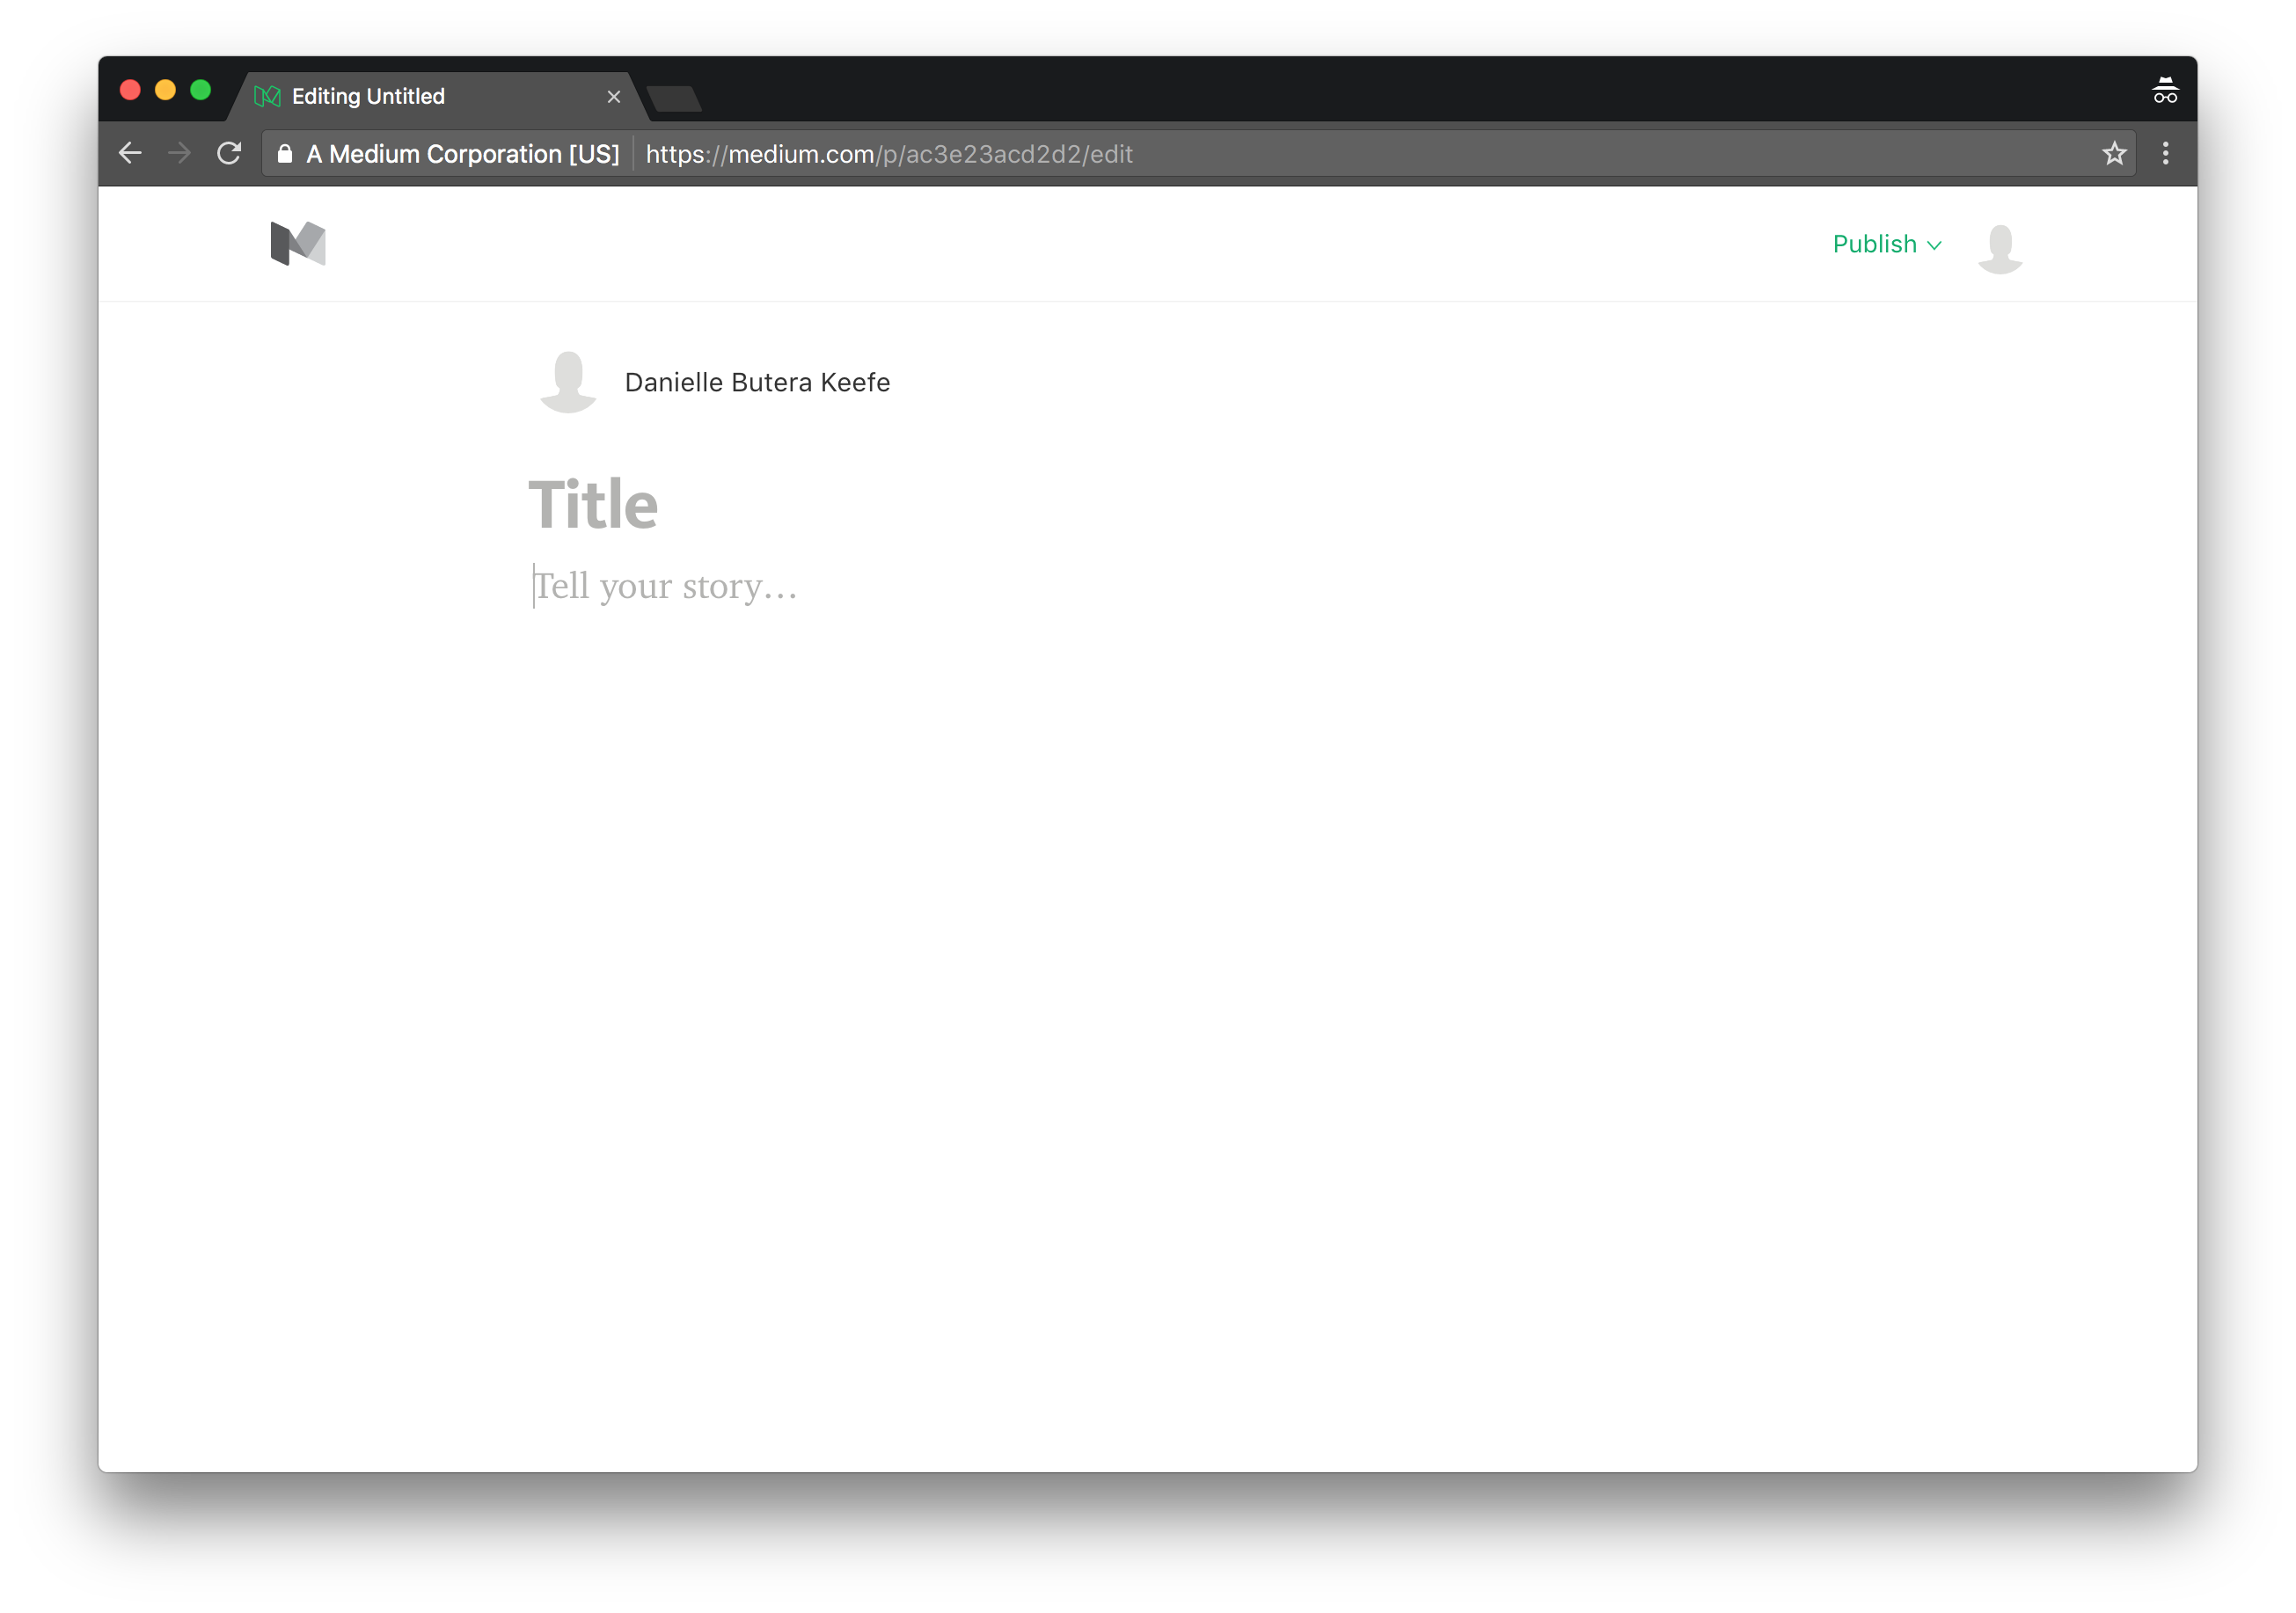 Editing Untitled
A Medium Corporation [US] https://medium.com/p/ac3e23acd2d2/edit
Publish
Danielle Butera Keefe
Title
Tell your story…